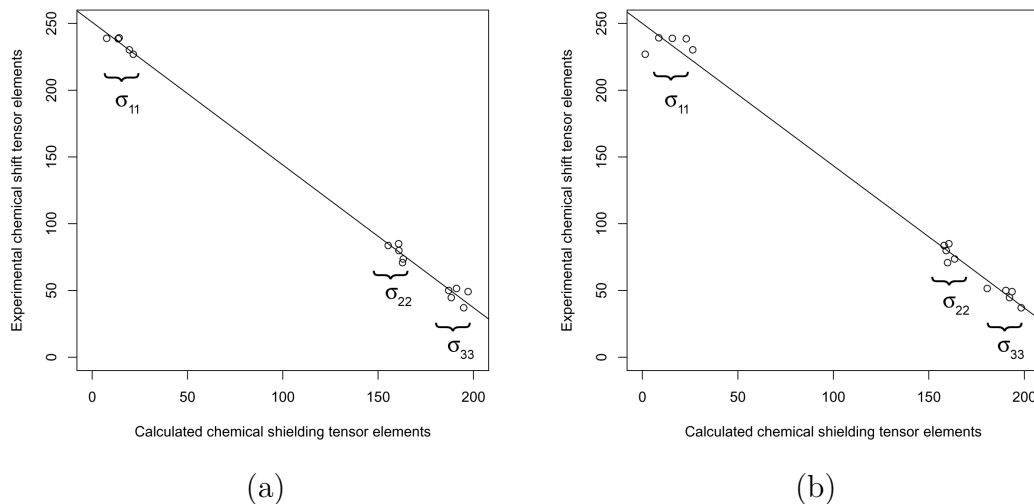 Experimental chemical shift tensor elements
250
200
150
100
50
0
σ11
σ22
σ33
0 50 100 150 200
Calculated chemical shielding tensor elements
(a)
Experimental chemical shift tensor elements
250
200
150
100
50
0
σ11
σ22
σ33
0 50 100 150 200
Calculated chemical shielding tensor elements
(b)